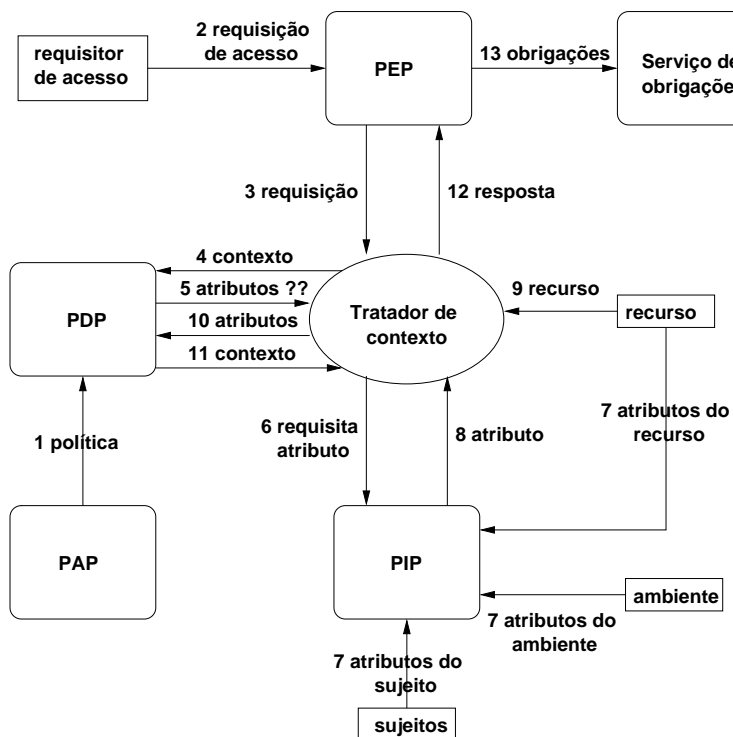 2 requisição
de acesso
requisitor
de acesso
PEP
13 obrigações
Serviço de
obrigaçõe
3 requisição
12 resposta
4 contexto
5 atributos ??
10 atributos
11 contexto
PDP
Tratador de
contexto
9 recurso
recurso
1 política
6 requisita
atributo
8 atributo
7 atributos do
recurso
PAP
PIP
ambiente
7 atributos do
ambiente
7 atributos do
sujeito
sujeitos